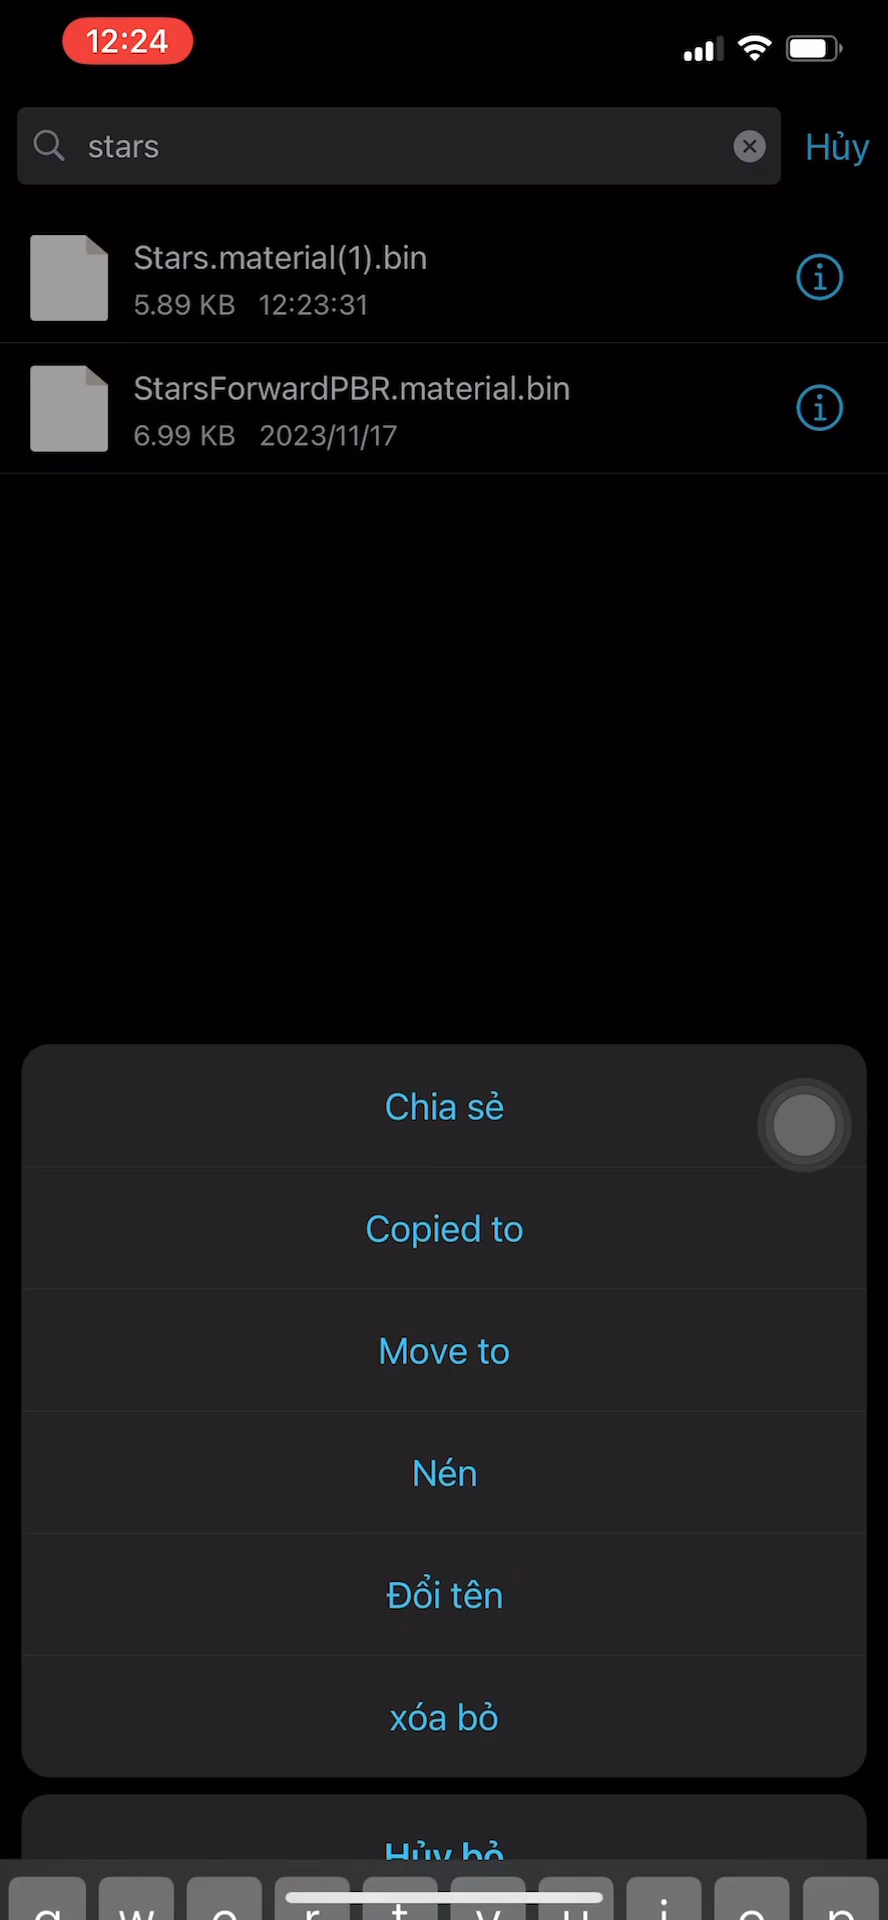 12:24
stars
Hủy
Stars.material(1).bin
5.89 KB 12:23:31
StarsForwardPBR.material.bin
6.99 KB 2023/11/17
Chia sẻ
Copied to
Move to
Nén
Đổi tên
xóa bỏ
Hủy bỏ
q w e r t y u i o p